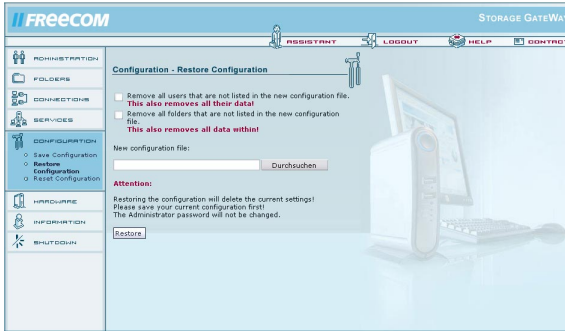 FREECOM
STORAGE GATEWA
ASSISTANT LOGOUT HELP CONTAC
ADMINISTRATION
FOLDERS
CONNECTIONS
SERVICES
CONFIGURATION
Save Configuration
Restore
Configuration
Reset Configuration
HARDWARE
INFORMATION
SHUTDOWN
Configuration - Restore Configuration
Remove all users that are not listed in the new configuration file.
This also removes all their data!
Remove all folders that are not listed in the new configuration
file.
This also removes all data within!
New configuration file:
Durchsuchen
Attention:
Restoring the configuration will delete the current settings!
Please save your current configuration first!
The Administrator password will not be changed.
Restore